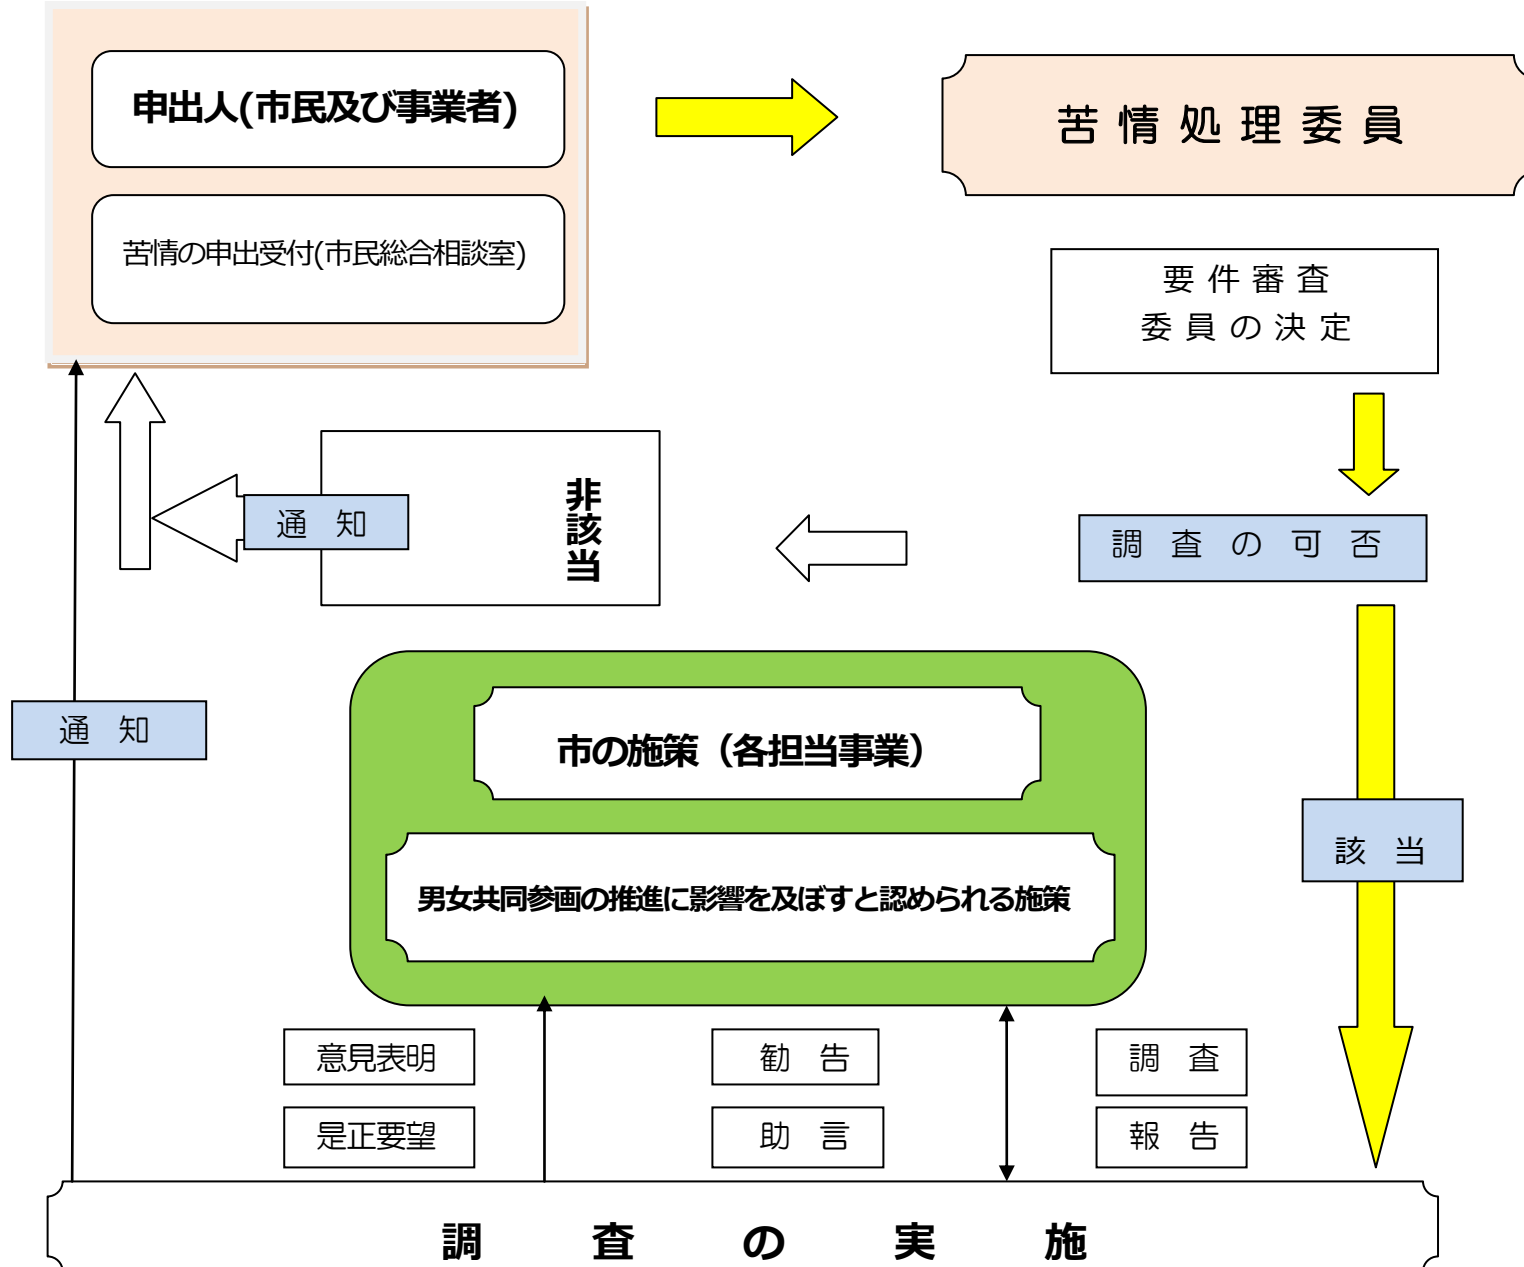 申出人(市民及び事業者)
苦情処理委員
苦情の申出受付(市民総合相談室)
要件審査
委員の決定
非該当
通 知
調査の可否
通 知
市の施策（各担当事業）
該 当
男女共同参画の推進に影響を及ぼすと認められる施策
意見表明
勧 告
調 査
是正要望
助 言
報 告
調査の実施